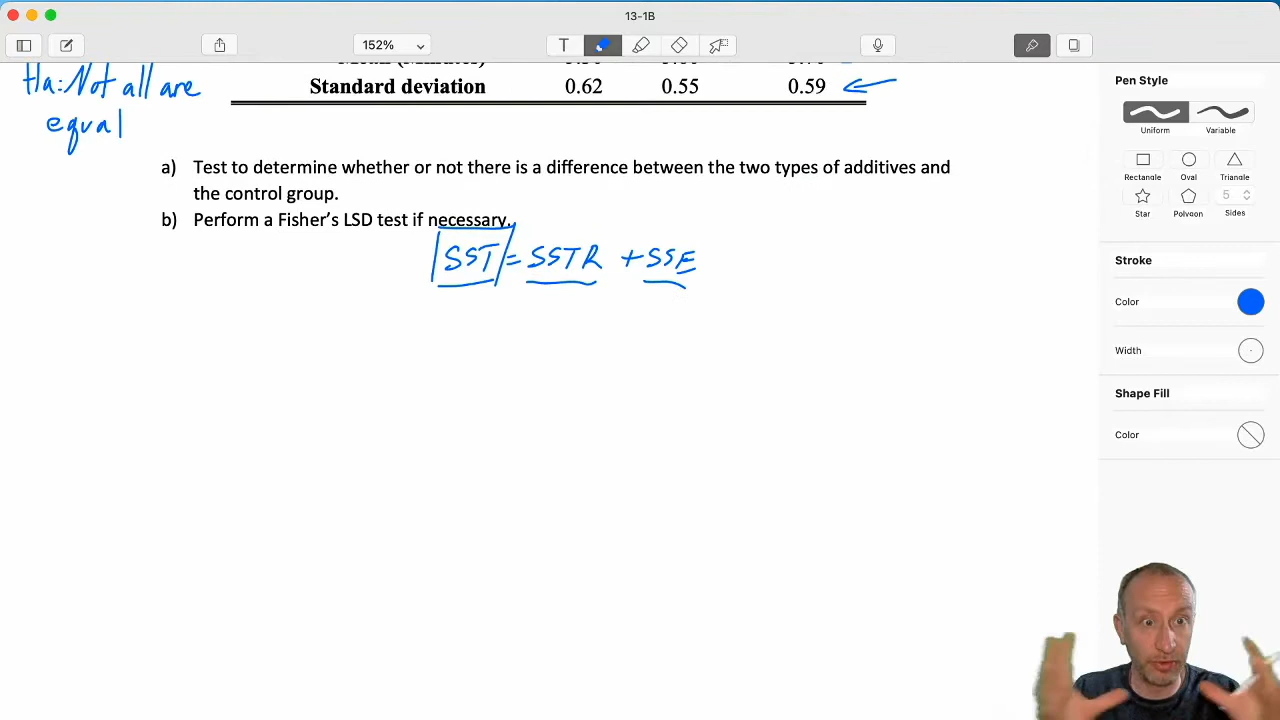 13-1B
152%
T
Ha: Not all are
equal
Standard deviation 0.62 0.55 0.59
a) Test to determine whether or not there is a difference between the two types of additives and
the control group.
b) Perform a Fisher's LSD test if necessary.
SST = SSTR + SSE
Pen Style
Uniform Variable
Rectangle Oval Triangle
5
Star Polygon Sides
Stroke
Color
Width
Shape Fill
Color